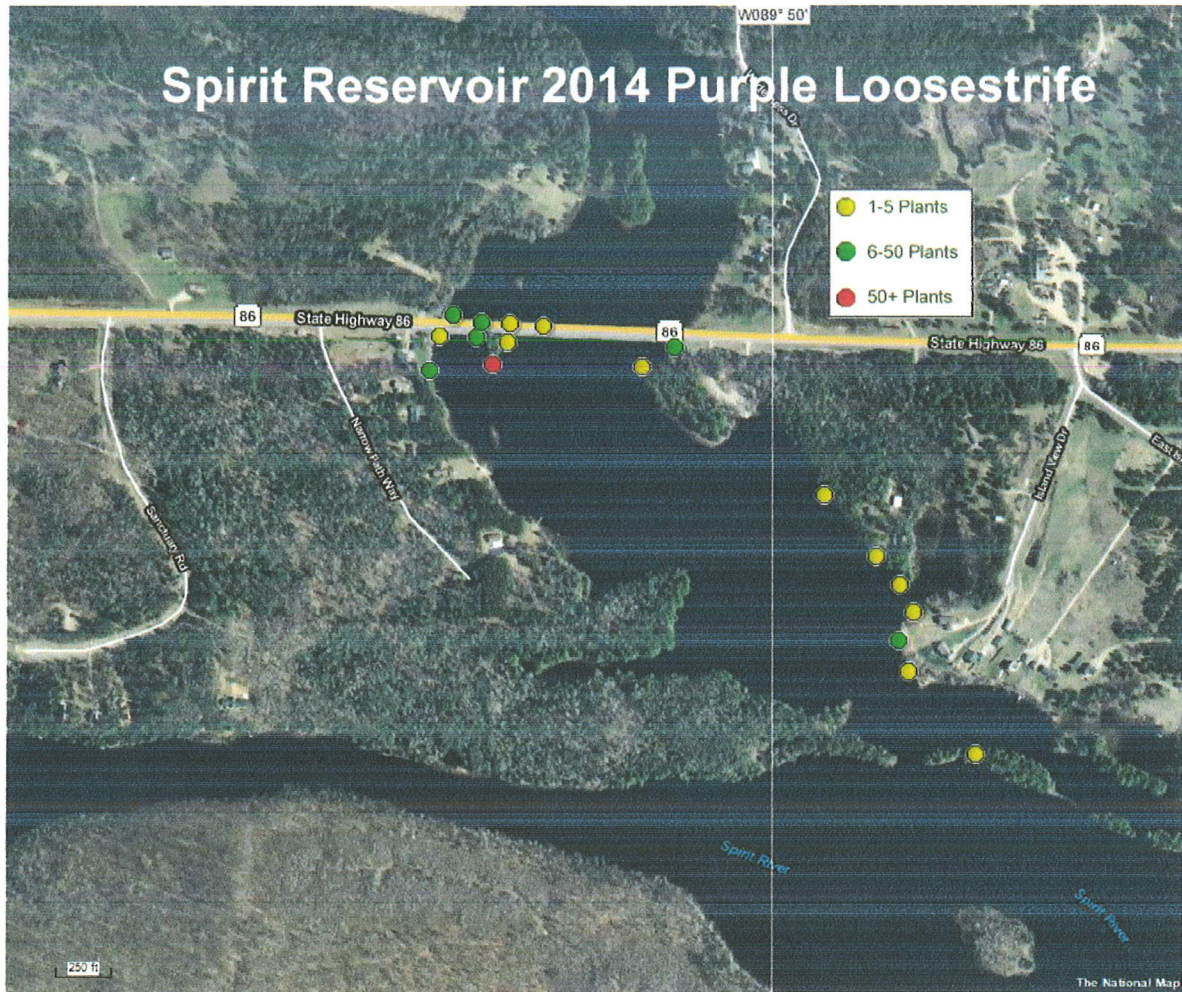 W089° 50'
Spirit Reservoir 2014 Purple Loosestrife
1-5 Plants
6-50 Plants
50+ Plants
86
State Highway 86
86
State Highway 86
86
Narrow Path Way
Sanctuary Rd
Island View Dr
East Is
Spirit River
Spirit River
250 ft
The National Map